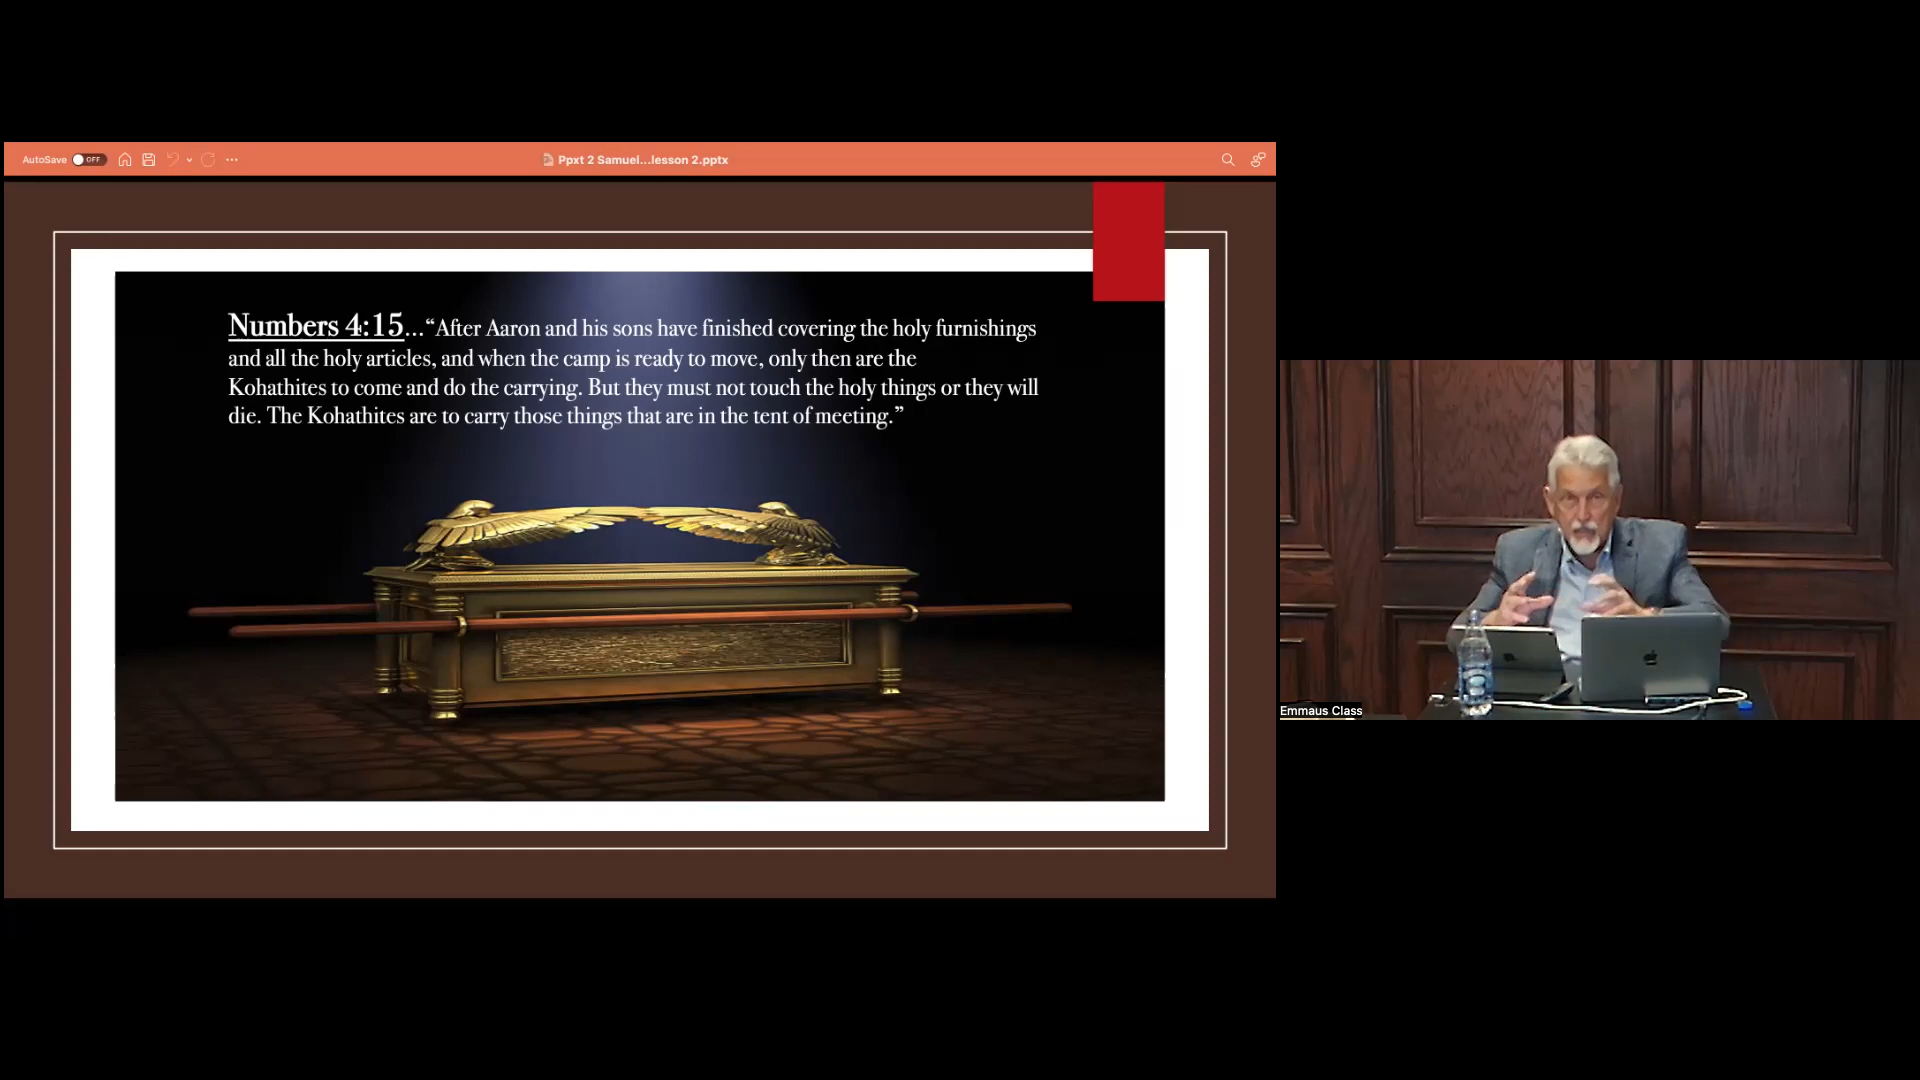 AutoSave OFF
Ppxt 2 Samuel...lesson 2.pptx
Numbers 4:15...“After Aaron and his sons have finished covering the holy furnishings
and all the holy articles, and when the camp is ready to move, only then are the
Kohathites to come and do the carrying. But they must not touch the holy things or they will
die. The Kohathites are to carry those things that are in the tent of meeting.”
Emmaus Class